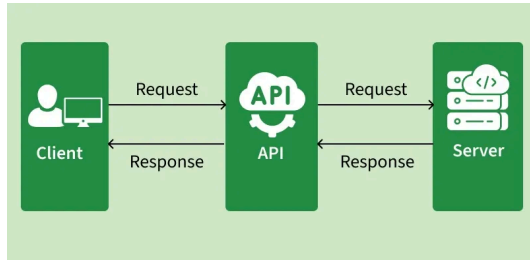 Request
Request
API
</>
Client
API
Server
Response
Response